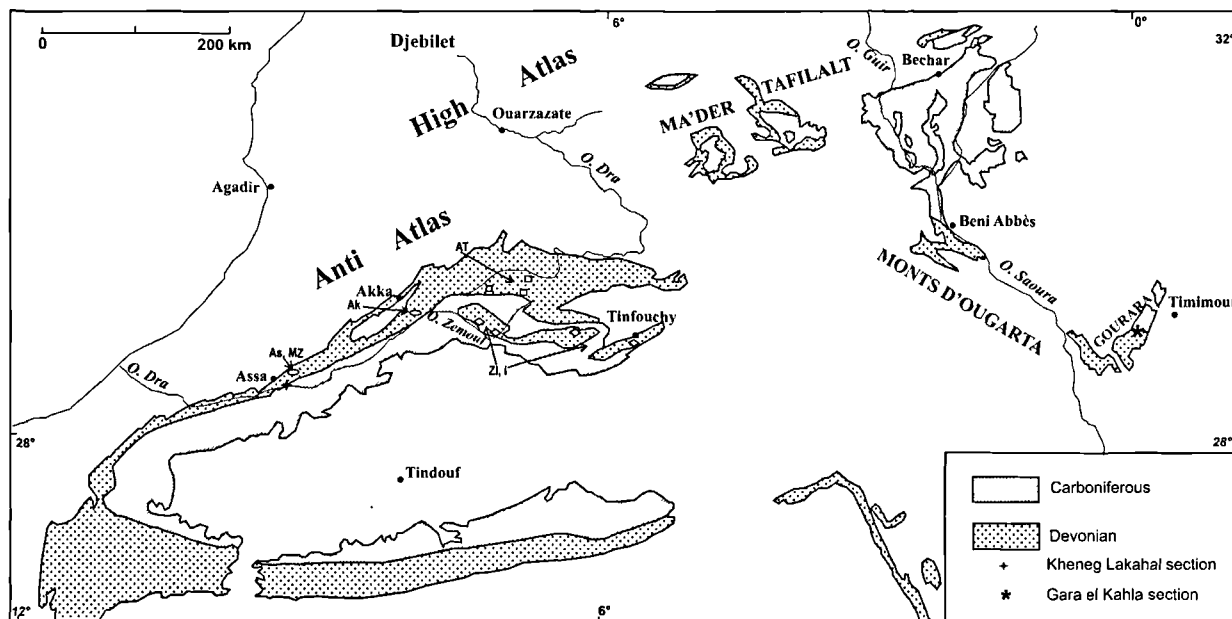 6°
0°
32°
0
200 km
Djebilet
High Atlas
Ouarzazate
O. Dra
Agadir
MA'DER
TAFILALT
O. Guir
Bechar
Beni Abbès
MONTS D'OUGARTA
O. Saoura
Timimoun
GOURARA
Anti Atlas
AT
Akka
Ak
O. Zemoul
Tinfouchy
ZI, I
As, MZ
Assa
O. Dra
28°
28°
Tindouf
12°
6°
Carboniferous
Devonian
Kheneg Lakahal section
Gara el Kahla section